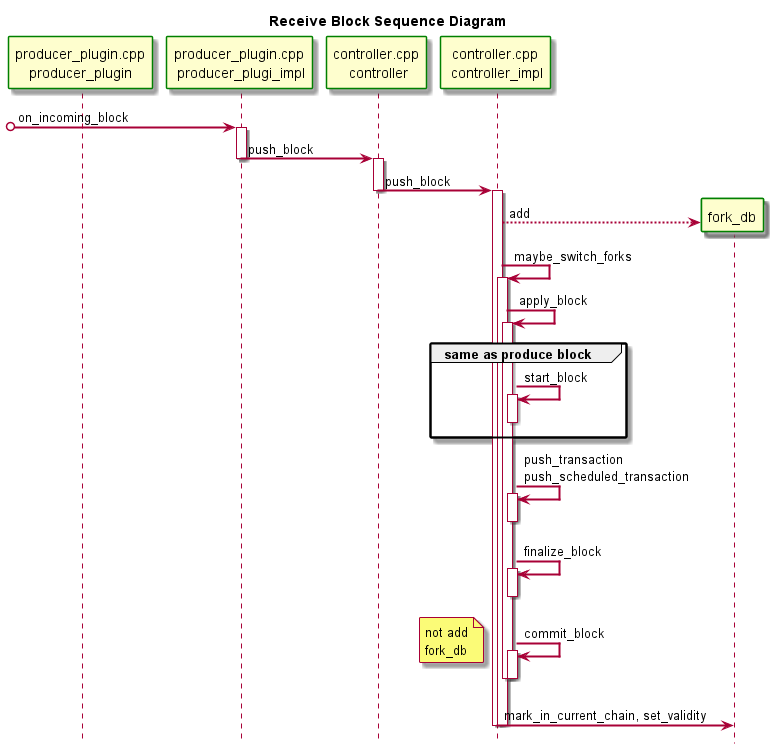 Receive Block Sequence Diagram
producer_plugin.cpp
producer_plugin
producer_plugin.cpp
producer_plugi_impl
controller.cpp
controller
controller.cpp
controller_impl
on_incoming_block
push_block
push_block
add
fork_db
maybe_switch_forks
apply_block
same as produce block
start_block
push_transaction
push_scheduled_transaction
finalize_block
not add
fork_db
commit_block
mark_in_current_chain, set_validity